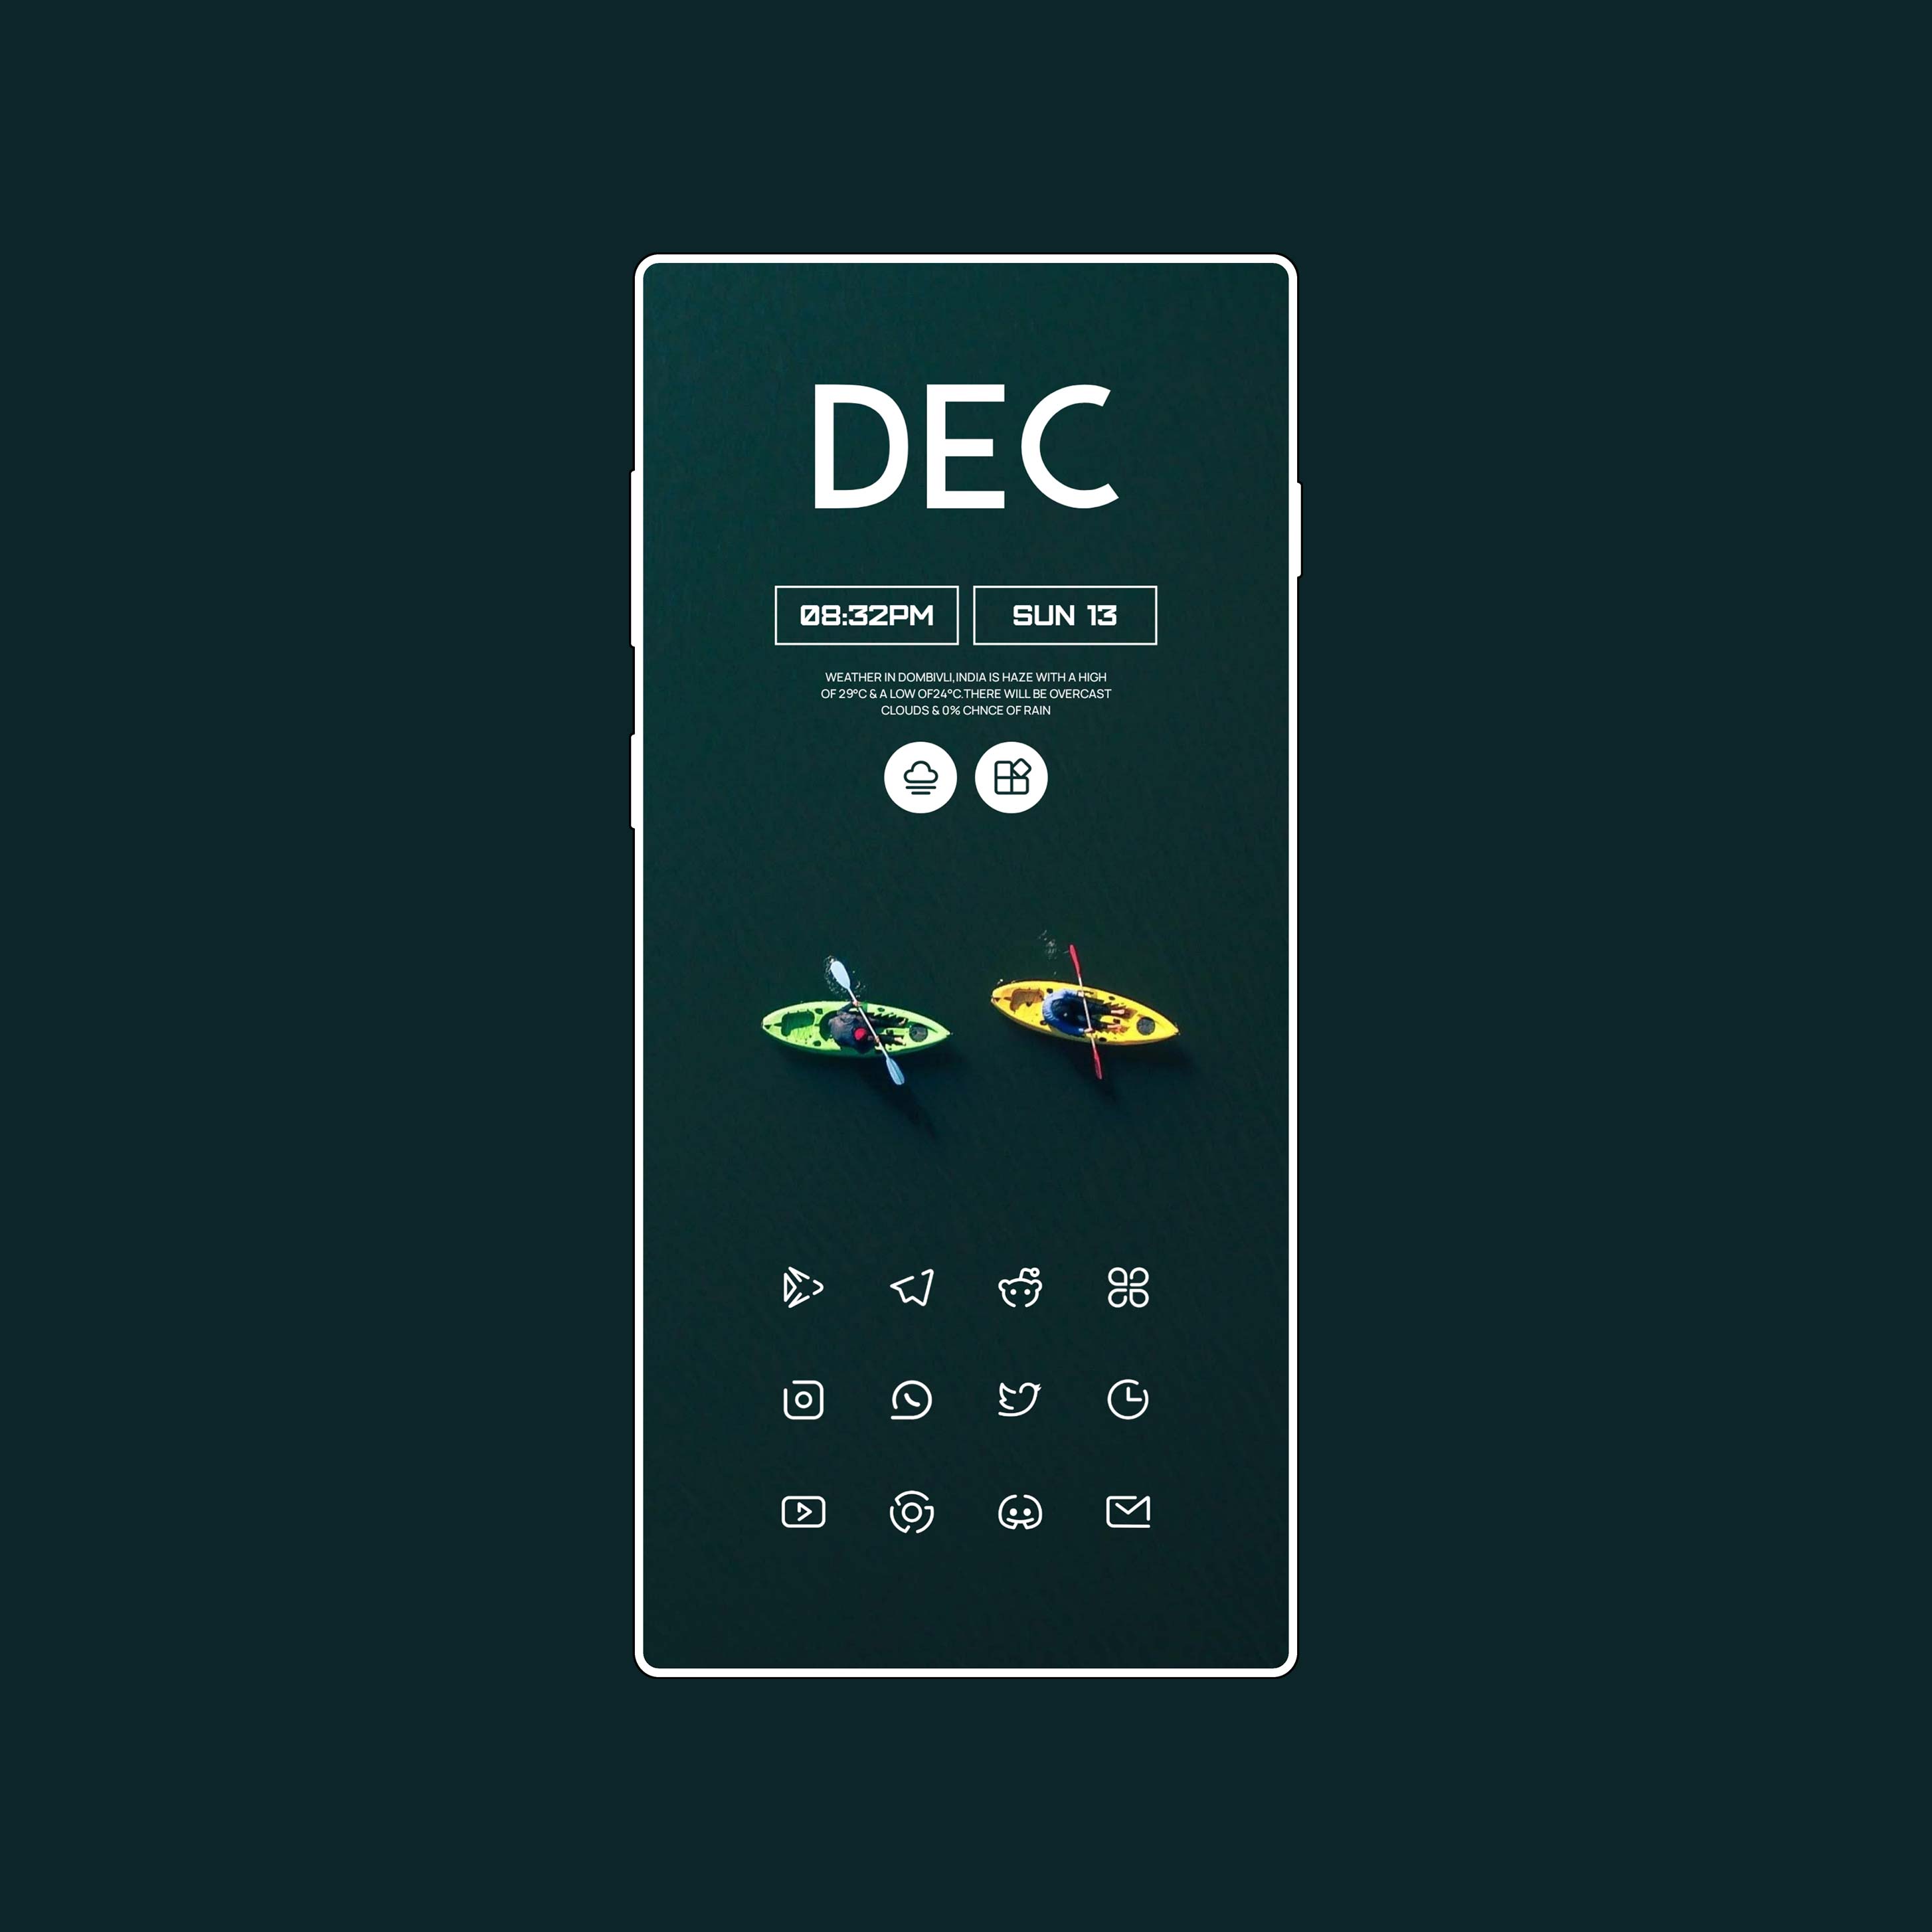 DEC
08:32PM SUN 13
WEATHER IN DOMBIVLI,INDIA IS HAZE WITH A HIGH
OF 29°C & A LOW OF24°C.THERE WILL BE OVERCAST
CLOUDS & 0% CHNCE OF RAIN